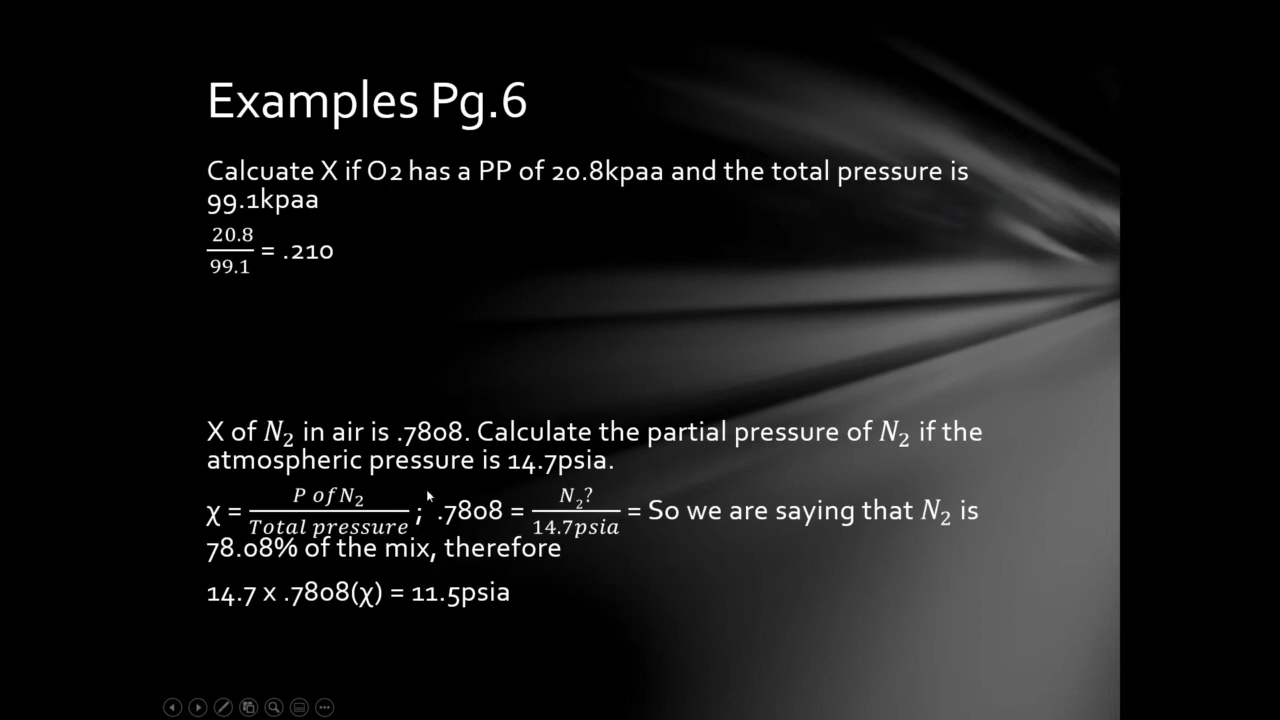 Examples Pg.6
Calcuate X if O2 has a PP of 20.8kpaa and the total pressure is
99.1kpaa
20.8/99.1 = .210
X of N₂ in air is .7808. Calculate the partial pressure of N₂ if the
atmospheric pressure is 14.7psia.
χ = P of N₂/Total pressure ; .7808 = N₂?/14.7psia = So we are saying that N₂ is
78.08% of the mix, therefore
14.7 x .7808(χ) = 11.5psia